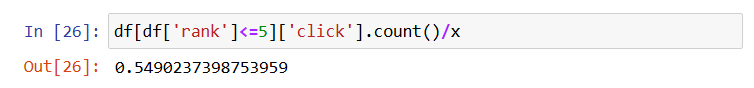 In [26]: df[df['rank']<=5]['click'].count()/x
Out[26]: 0.5490237398753959